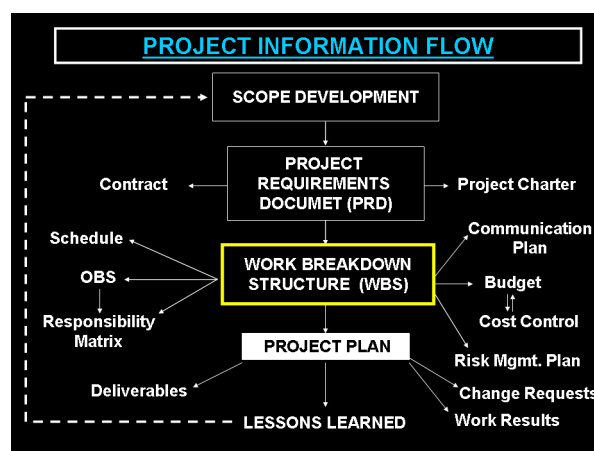 PROJECT INFORMATION FLOW
SCOPE DEVELOPMENT
PROJECT
REQUIREMENTS
DOCUMET (PRD)
Contract
Project Charter
Schedule
OBS
Responsibility
Matrix
WORK BREAKDOWN
STRUCTURE (WBS)
Communication
Plan
Budget
Cost Control
Risk Mgmt. Plan
PROJECT PLAN
Deliverables
LESSONS LEARNED
Change Requests
Work Results